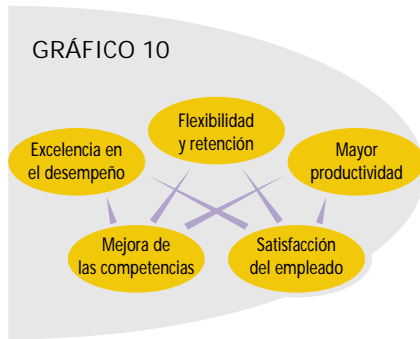 GRÁFICO 10
Flexibilidad
y retención
Excelencia en
el desempeño
Mayor
productividad
Mejora de
las competencias
Satisfacción
del empleado